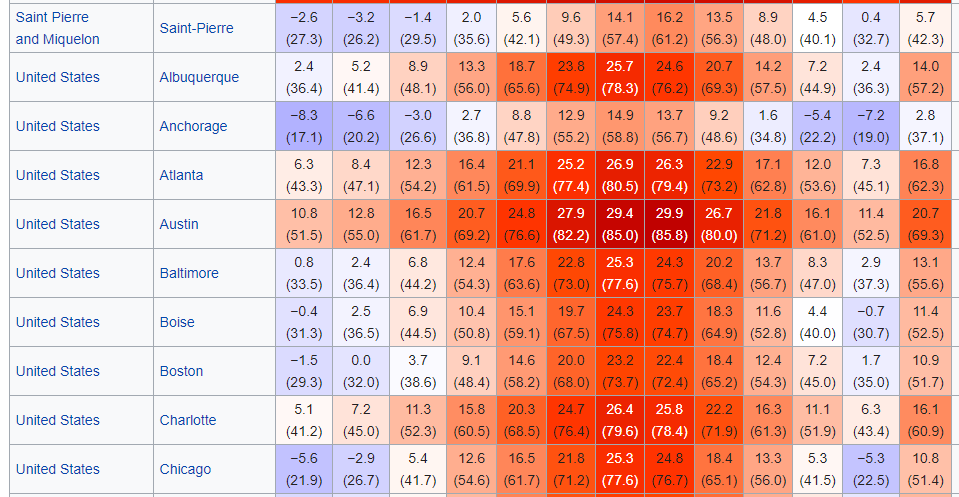 Saint Pierre and Miquelon Saint-Pierre −2.6 −3.2 −1.4 2.0 5.6 9.6 14.1 16.2 13.5 8.9 4.5 0.4 5.7
(27.3) (26.2) (29.5) (35.6) (42.1) (49.3) (57.4) (61.2) (56.3) (48.0) (40.1) (32.7) (42.3)
United States Albuquerque 2.4 5.2 8.9 13.3 18.7 23.8 25.7 24.6 20.7 14.2 7.2 2.4 14.0
(36.4) (41.4) (48.1) (56.0) (65.6) (74.9) (78.3) (76.2) (69.3) (57.5) (44.9) (36.3) (57.2)
United States Anchorage −8.3 −6.6 −3.0 2.7 8.8 12.9 14.9 13.7 9.2 1.6 −5.4 −7.2 2.8
(17.1) (20.2) (26.6) (36.8) (47.8) (55.2) (58.8) (56.7) (48.6) (34.8) (22.2) (19.0) (37.1)
United States Atlanta 6.3 8.4 12.3 16.4 21.1 25.2 26.9 26.3 22.9 17.1 12.0 7.3 16.8
(43.3) (47.1) (54.2) (61.5) (69.9) (77.4) (80.5) (79.4) (73.2) (62.8) (53.6) (45.1) (62.3)
United States Austin 10.8 12.8 16.5 20.7 24.8 27.9 29.4 29.9 26.7 21.8 16.1 11.4 20.7
(51.5) (55.0) (61.7) (69.2) (76.6) (82.2) (85.0) (85.8) (80.0) (71.2) (61.0) (52.5) (69.3)
United States Baltimore 0.8 2.4 6.8 12.4 17.6 22.8 25.3 24.3 20.2 13.7 8.3 2.9 13.1
(33.5) (36.4) (44.2) (54.3) (63.6) (73.0) (77.6) (75.7) (68.4) (56.7) (47.0) (37.3) (55.6)
United States Boise −0.4 2.5 6.9 10.4 15.1 19.7 24.3 23.7 18.3 11.6 4.4 −0.7 11.4
(31.3) (36.5) (44.5) (50.8) (59.1) (67.5) (75.8) (74.7) (64.9) (52.8) (40.0) (30.7) (52.5)
United States Boston −1.5 0.0 3.7 9.1 14.6 20.0 23.2 22.4 18.4 12.4 7.2 1.7 10.9
(29.3) (32.0) (38.6) (48.4) (58.2) (68.0) (73.7) (72.4) (65.2) (54.3) (45.0) (35.0) (51.7)
United States Charlotte 5.1 7.2 11.3 15.8 20.3 24.7 26.4 25.8 22.2 16.3 11.1 6.3 16.1
(41.2) (45.0) (52.3) (60.5) (68.5) (76.4) (79.6) (78.4) (71.9) (61.3) (51.9) (43.4) (60.9)
United States Chicago −5.6 −2.9 5.4 12.6 16.5 21.8 25.3 24.8 18.4 13.3 5.3 −5.3 10.8
(21.9) (26.7) (41.7) (54.6) (61.7) (71.2) (77.6) (76.7) (65.1) (56.0) (41.5) (22.5) (51.4)